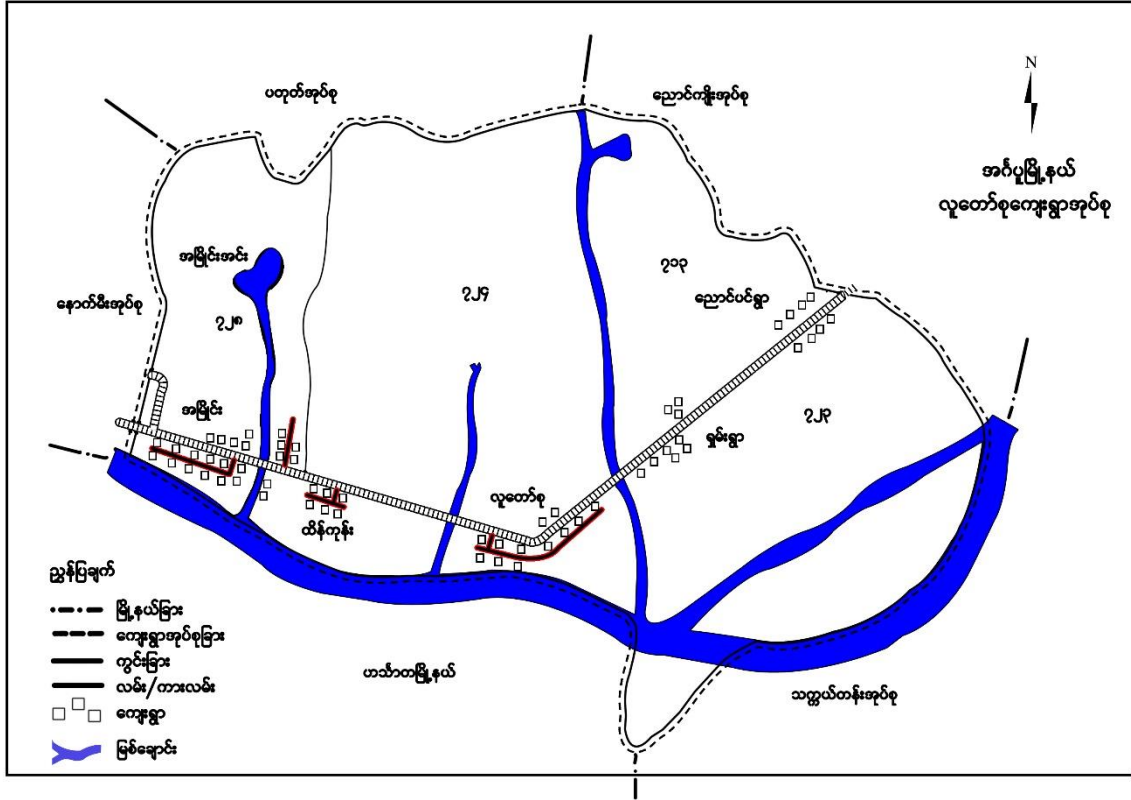 ပတုတ်အုပ်စု
ညောင်ကျိုးအုပ်စု
N
အင်္ဂပူမြို့နယ်
လူတော်စုကျေးရွာအုပ်စု
အမြိုင်းအင်း
၇၁၃
ညောင်ပင်ရွာ
၇၂၄
နောက်မီးအုပ်စု
၇၂၈
အမြိုင်း
၇၂၃
ရှမ်းရွာ
လူတော်စု
ထိန်ကုန်း
ညွှန်ပြချက်
မြို့နယ်ခြား
ကျေးရွာအုပ်စုခြား
ကွင်းခြား
လမ်း/ကားလမ်း
ကျေးရွာ
မြစ်ချောင်း
ဟင်္သာတမြို့နယ်
သက္ကယ်တန်းအုပ်စု